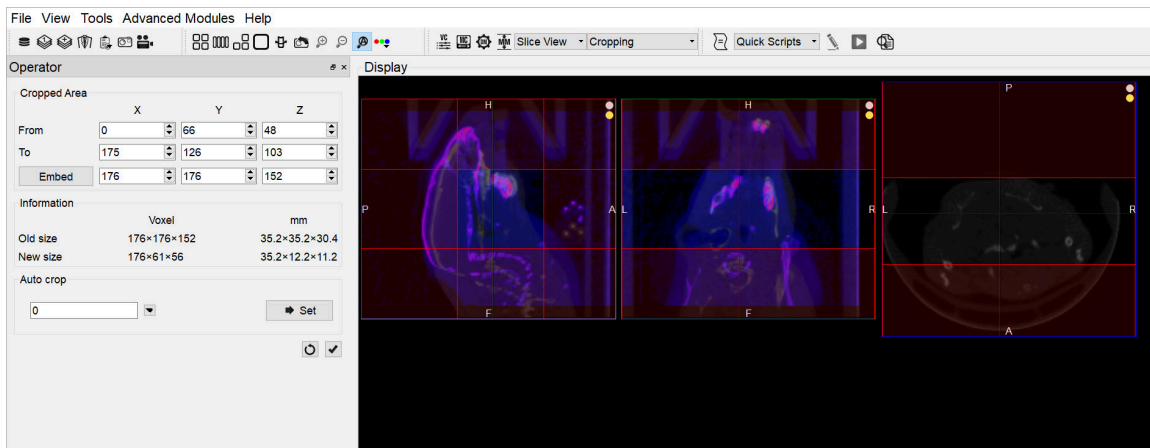 File View Tools Advanced Modules Help
VC Slice View Cropping Quick Scripts
Operator
Display
Cropped Area
X Y Z
From 0 66 48
To 175 126 103
Embed 176 176 152
Information
Voxel mm
Old size 176×176×152 35.2×35.2×30.4
New size 176×61×56 35.2×12.2×11.2
Auto crop
0 Set
H
P A
F
H
L R
F
P
L R
A